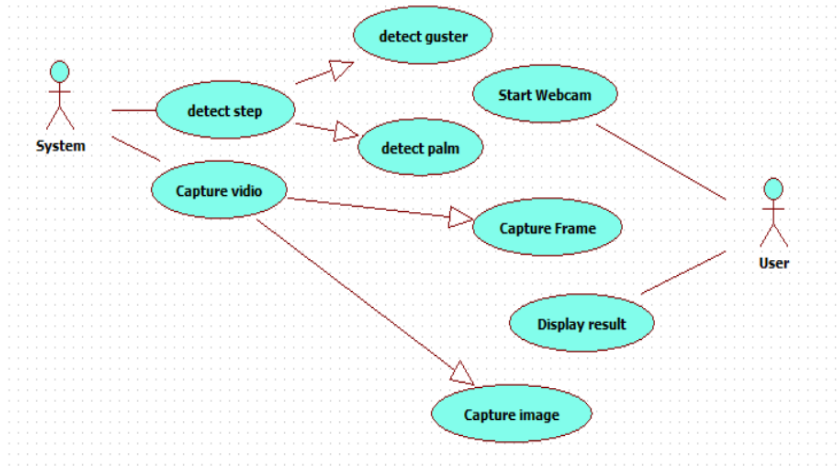 detect guster
Start Webcam
detect step
System
detect palm
Capture vidio
Capture Frame
User
Display result
Capture image